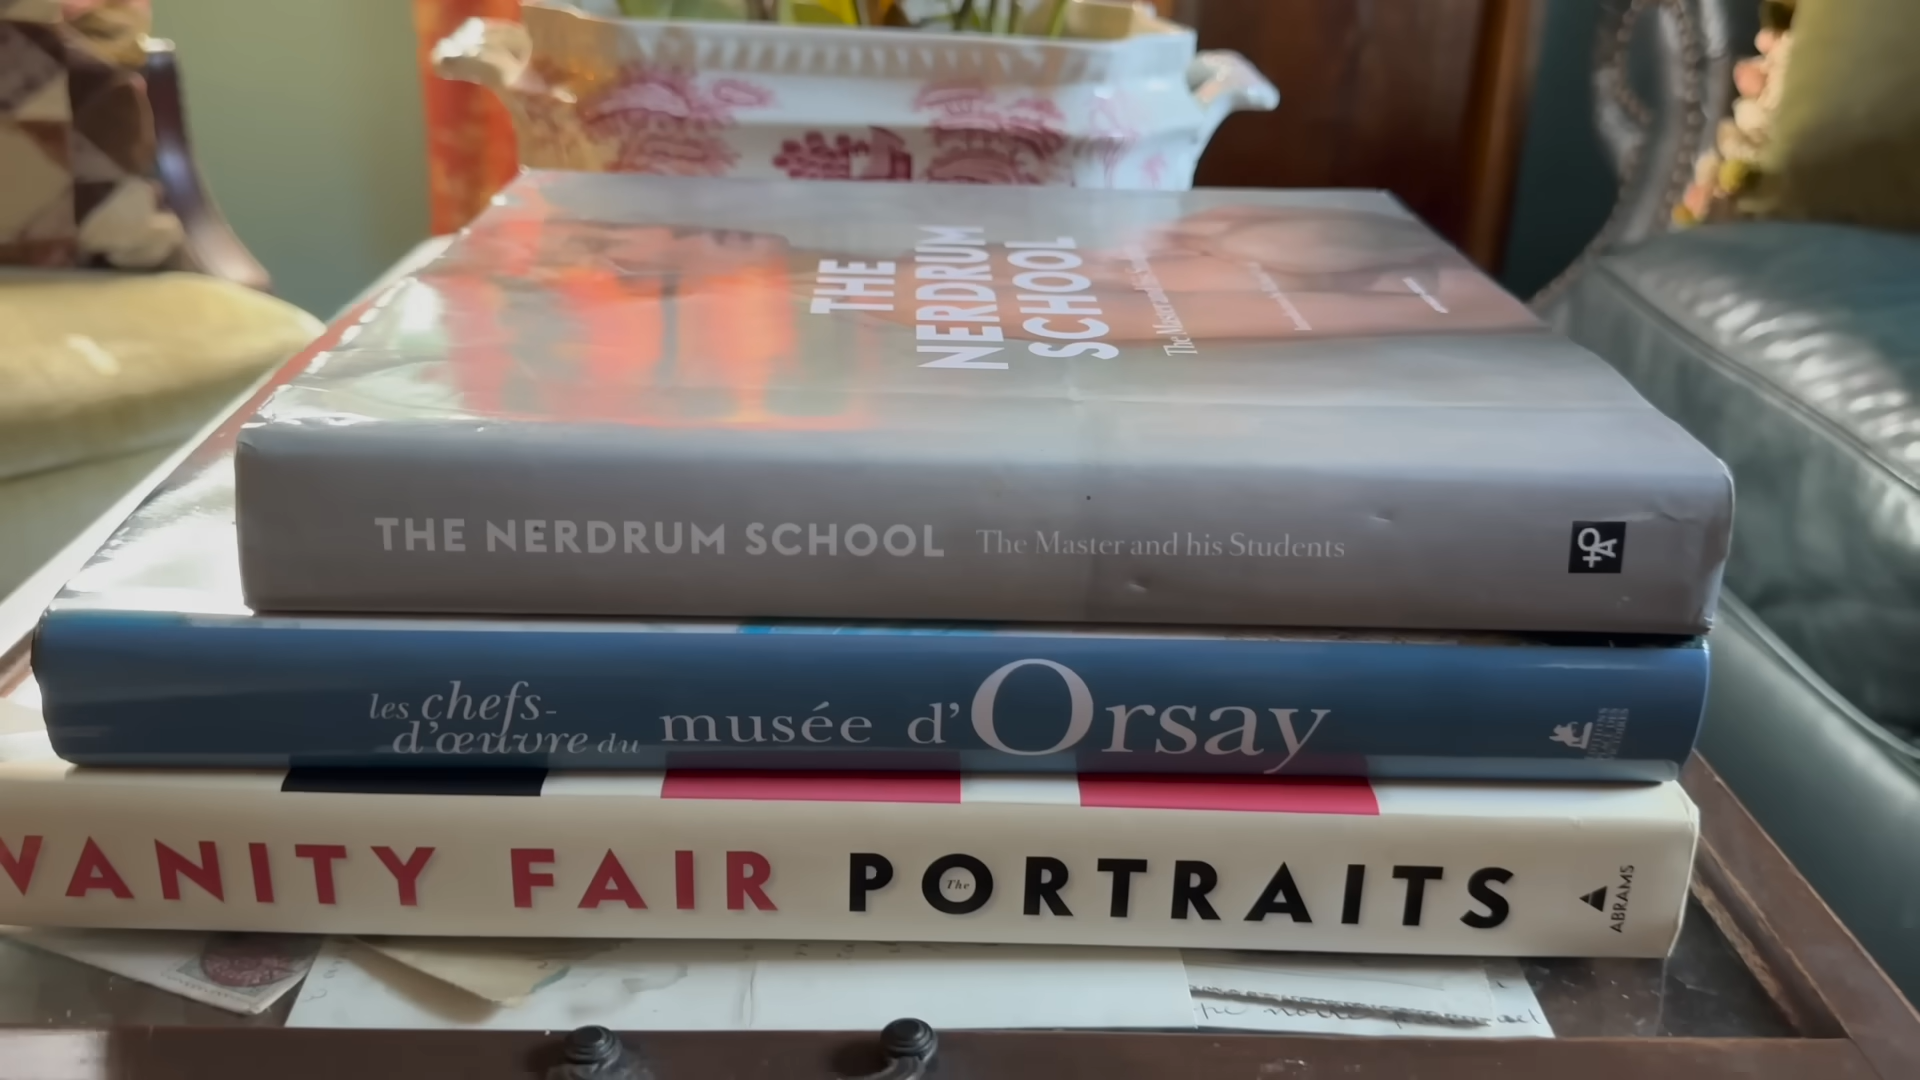 THE
NERDRUM
SCHOOL
THE NERDRUM SCHOOL The Master and his Students
les chefs-
d'œuvre du musée d'Orsay
VANITY FAIR PORTRAITS
The
ABRAMS